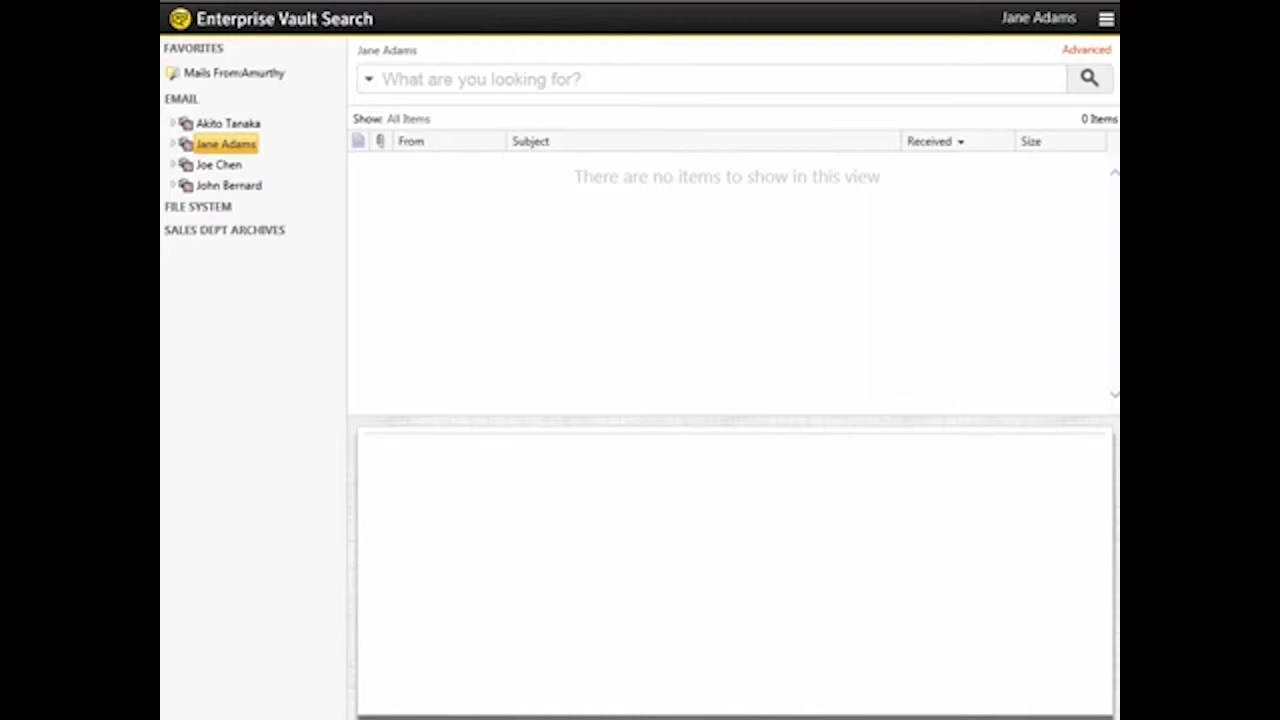 Enterprise Vault Search
Jane Adams
FAVORITES
Mails FromAmurthy
EMAIL
Akito Tanaka
Jane Adams
Joe Chen
John Bernard
FILE SYSTEM
SALES DEPT ARCHIVES
Jane Adams
Advanced
What are you looking for?
Show: All Items
0 Items
From Subject Received Size
There are no items to show in this view